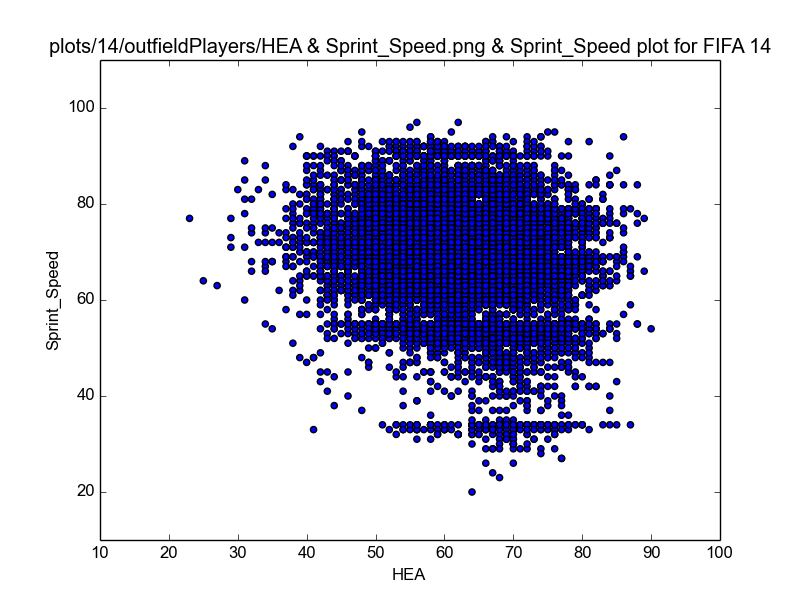 plots/14/outfieldPlayers/HEA & Sprint_Speed.png & Sprint_Speed plot for FIFA 14
100
80
60
40
20
Sprint_Speed
10 20 30 40 50 60 70 80 90 100
HEA